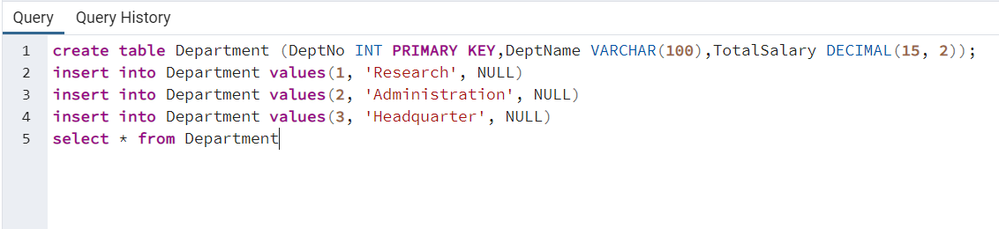 Query Query History
1 create table Department (DeptNo INT PRIMARY KEY,DeptName VARCHAR(100),TotalSalary DECIMAL(15, 2));
2 insert into Department values(1, 'Research', NULL)
3 insert into Department values(2, 'Administration', NULL)
4 insert into Department values(3, 'Headquarter', NULL)
5 select * from Department